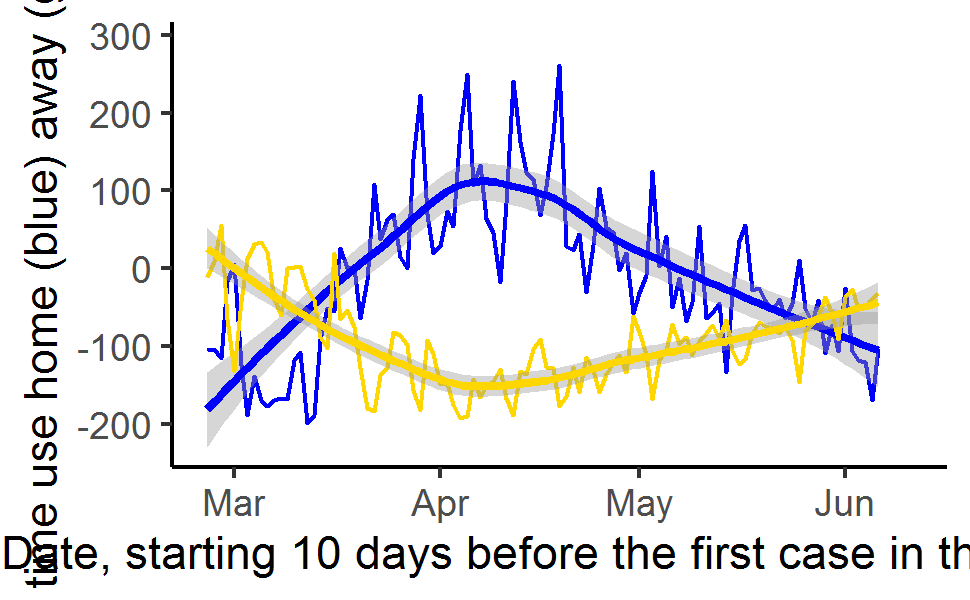 time use home (blue) away (
300
200
100
0
-100
-200
Mar Apr May Jun
Date, starting 10 days before the first case in th